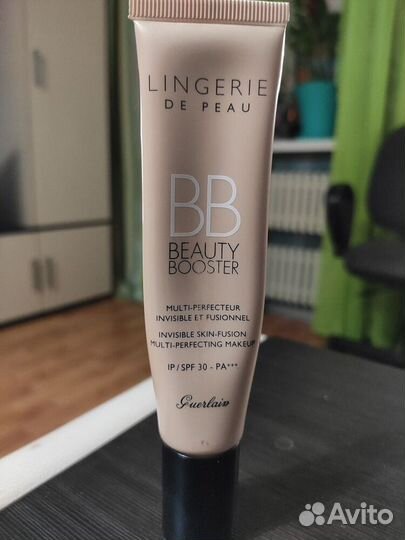 LINGERIE
DE PEAU
BB
BEAUTY
BOOSTER
MULTI-PERFECTEUR
INVISIBLE ET FUSIONNEL
INVISIBLE SKIN-FUSION
MULTI-PERFECTING MAKEUP
IP/SPF 30 - PA+++
Guerlain
Avito